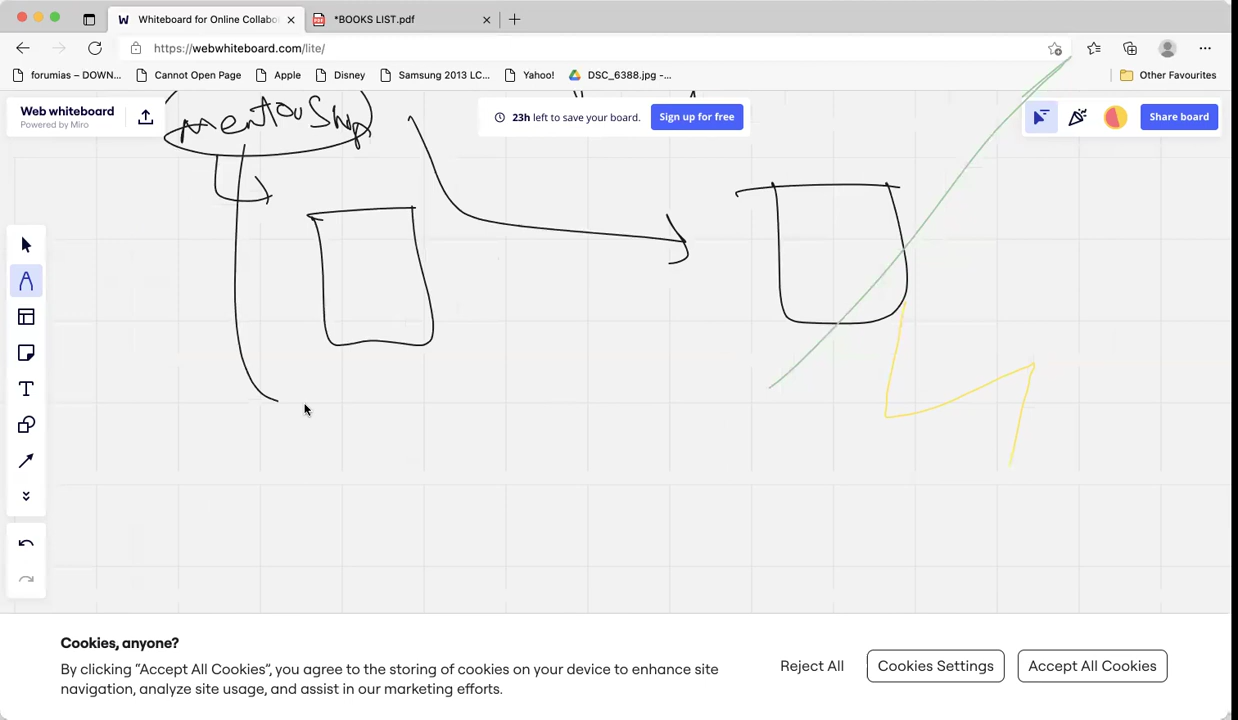 Whiteboard for Online Collabo
*BOOKS LIST.pdf
https://webwhiteboard.com/lite/
forumias – DOWN...
Cannot Open Page
Apple
Disney
Samsung 2013 LC...
Yahoo!
DSC_6388.jpg -...
Other Favourites
Web whiteboard
Powered by Miro
mentouShip
23h left to save your board.
Sign up for free
Share board
T
Cookies, anyone?
By clicking “Accept All Cookies”, you agree to the storing of cookies on your device to enhance site
navigation, analyze site usage, and assist in our marketing efforts.
Reject All
Cookies Settings
Accept All Cookies